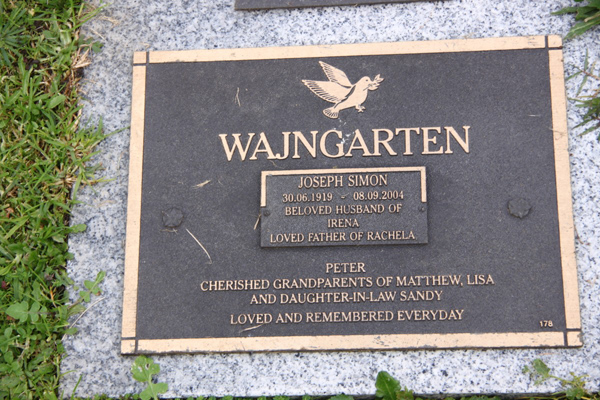 WAJNGARTEN
JOSEPH SIMON
30.06.1919 - 08.09.2004
BELOVED HUSBAND OF
IRENA
LOVED FATHER OF RACHELA
PETER
CHERISHED GRANDPARENTS OF MATTHEW, LISA
AND DAUGHTER-IN-LAW SANDY
LOVED AND REMEMBERED EVERYDAY
178